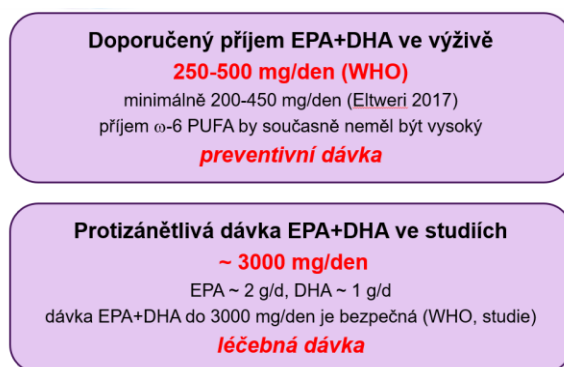 Doporučený příjem EPA+DHA ve výživě
250-500 mg/den (WHO)
minimálně 200-450 mg/den (Eltweri 2017)
příjem ω-6 PUFA by současně neměl být vysoký
preventivní dávka
Protizánětlivá dávka EPA+DHA ve studiích
~ 3000 mg/den
EPA ~ 2 g/d, DHA ~ 1 g/d
dávka EPA+DHA do 3000 mg/den je bezpečná (WHO, studie)
léčebná dávka